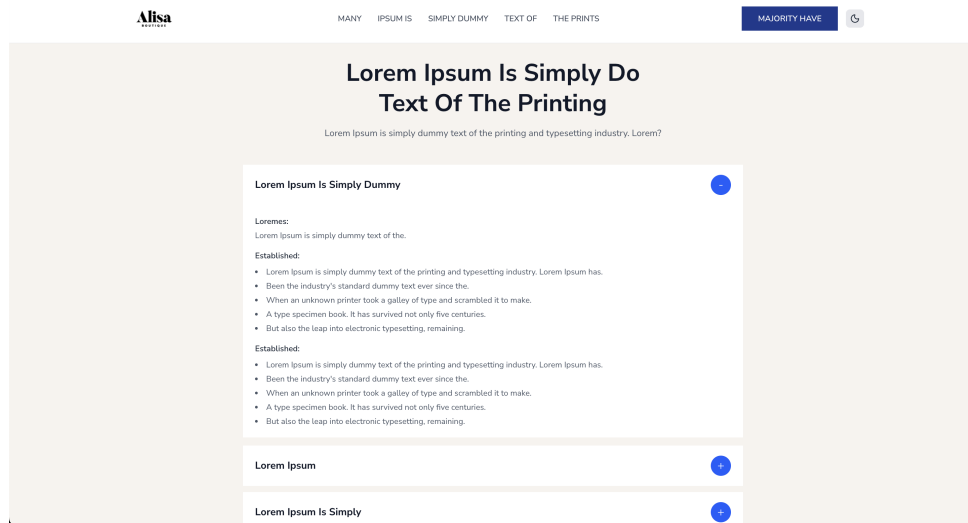 Alisa
BOUTIQUE
MANY IPSUM IS SIMPLY DUMMY TEXT OF THE PRINTS
MAJORITY HAVE
Lorem Ipsum Is Simply Do
Text Of The Printing
Lorem Ipsum is simply dummy text of the printing and typesetting industry. Lorem?
Lorem Ipsum Is Simply Dummy
-
Loremes:
Lorem Ipsum is simply dummy text of the.
Established:
• Lorem Ipsum is simply dummy text of the printing and typesetting industry. Lorem Ipsum has.
• Been the industry's standard dummy text ever since the.
• When an unknown printer took a galley of type and scrambled it to make.
• A type specimen book. It has survived not only five centuries.
• But also the leap into electronic typesetting, remaining.
Established:
• Lorem Ipsum is simply dummy text of the printing and typesetting industry. Lorem Ipsum has.
• Been the industry's standard dummy text ever since the.
• When an unknown printer took a galley of type and scrambled it to make.
• A type specimen book. It has survived not only five centuries.
• But also the leap into electronic typesetting, remaining.
Lorem Ipsum
+
Lorem Ipsum Is Simply
+